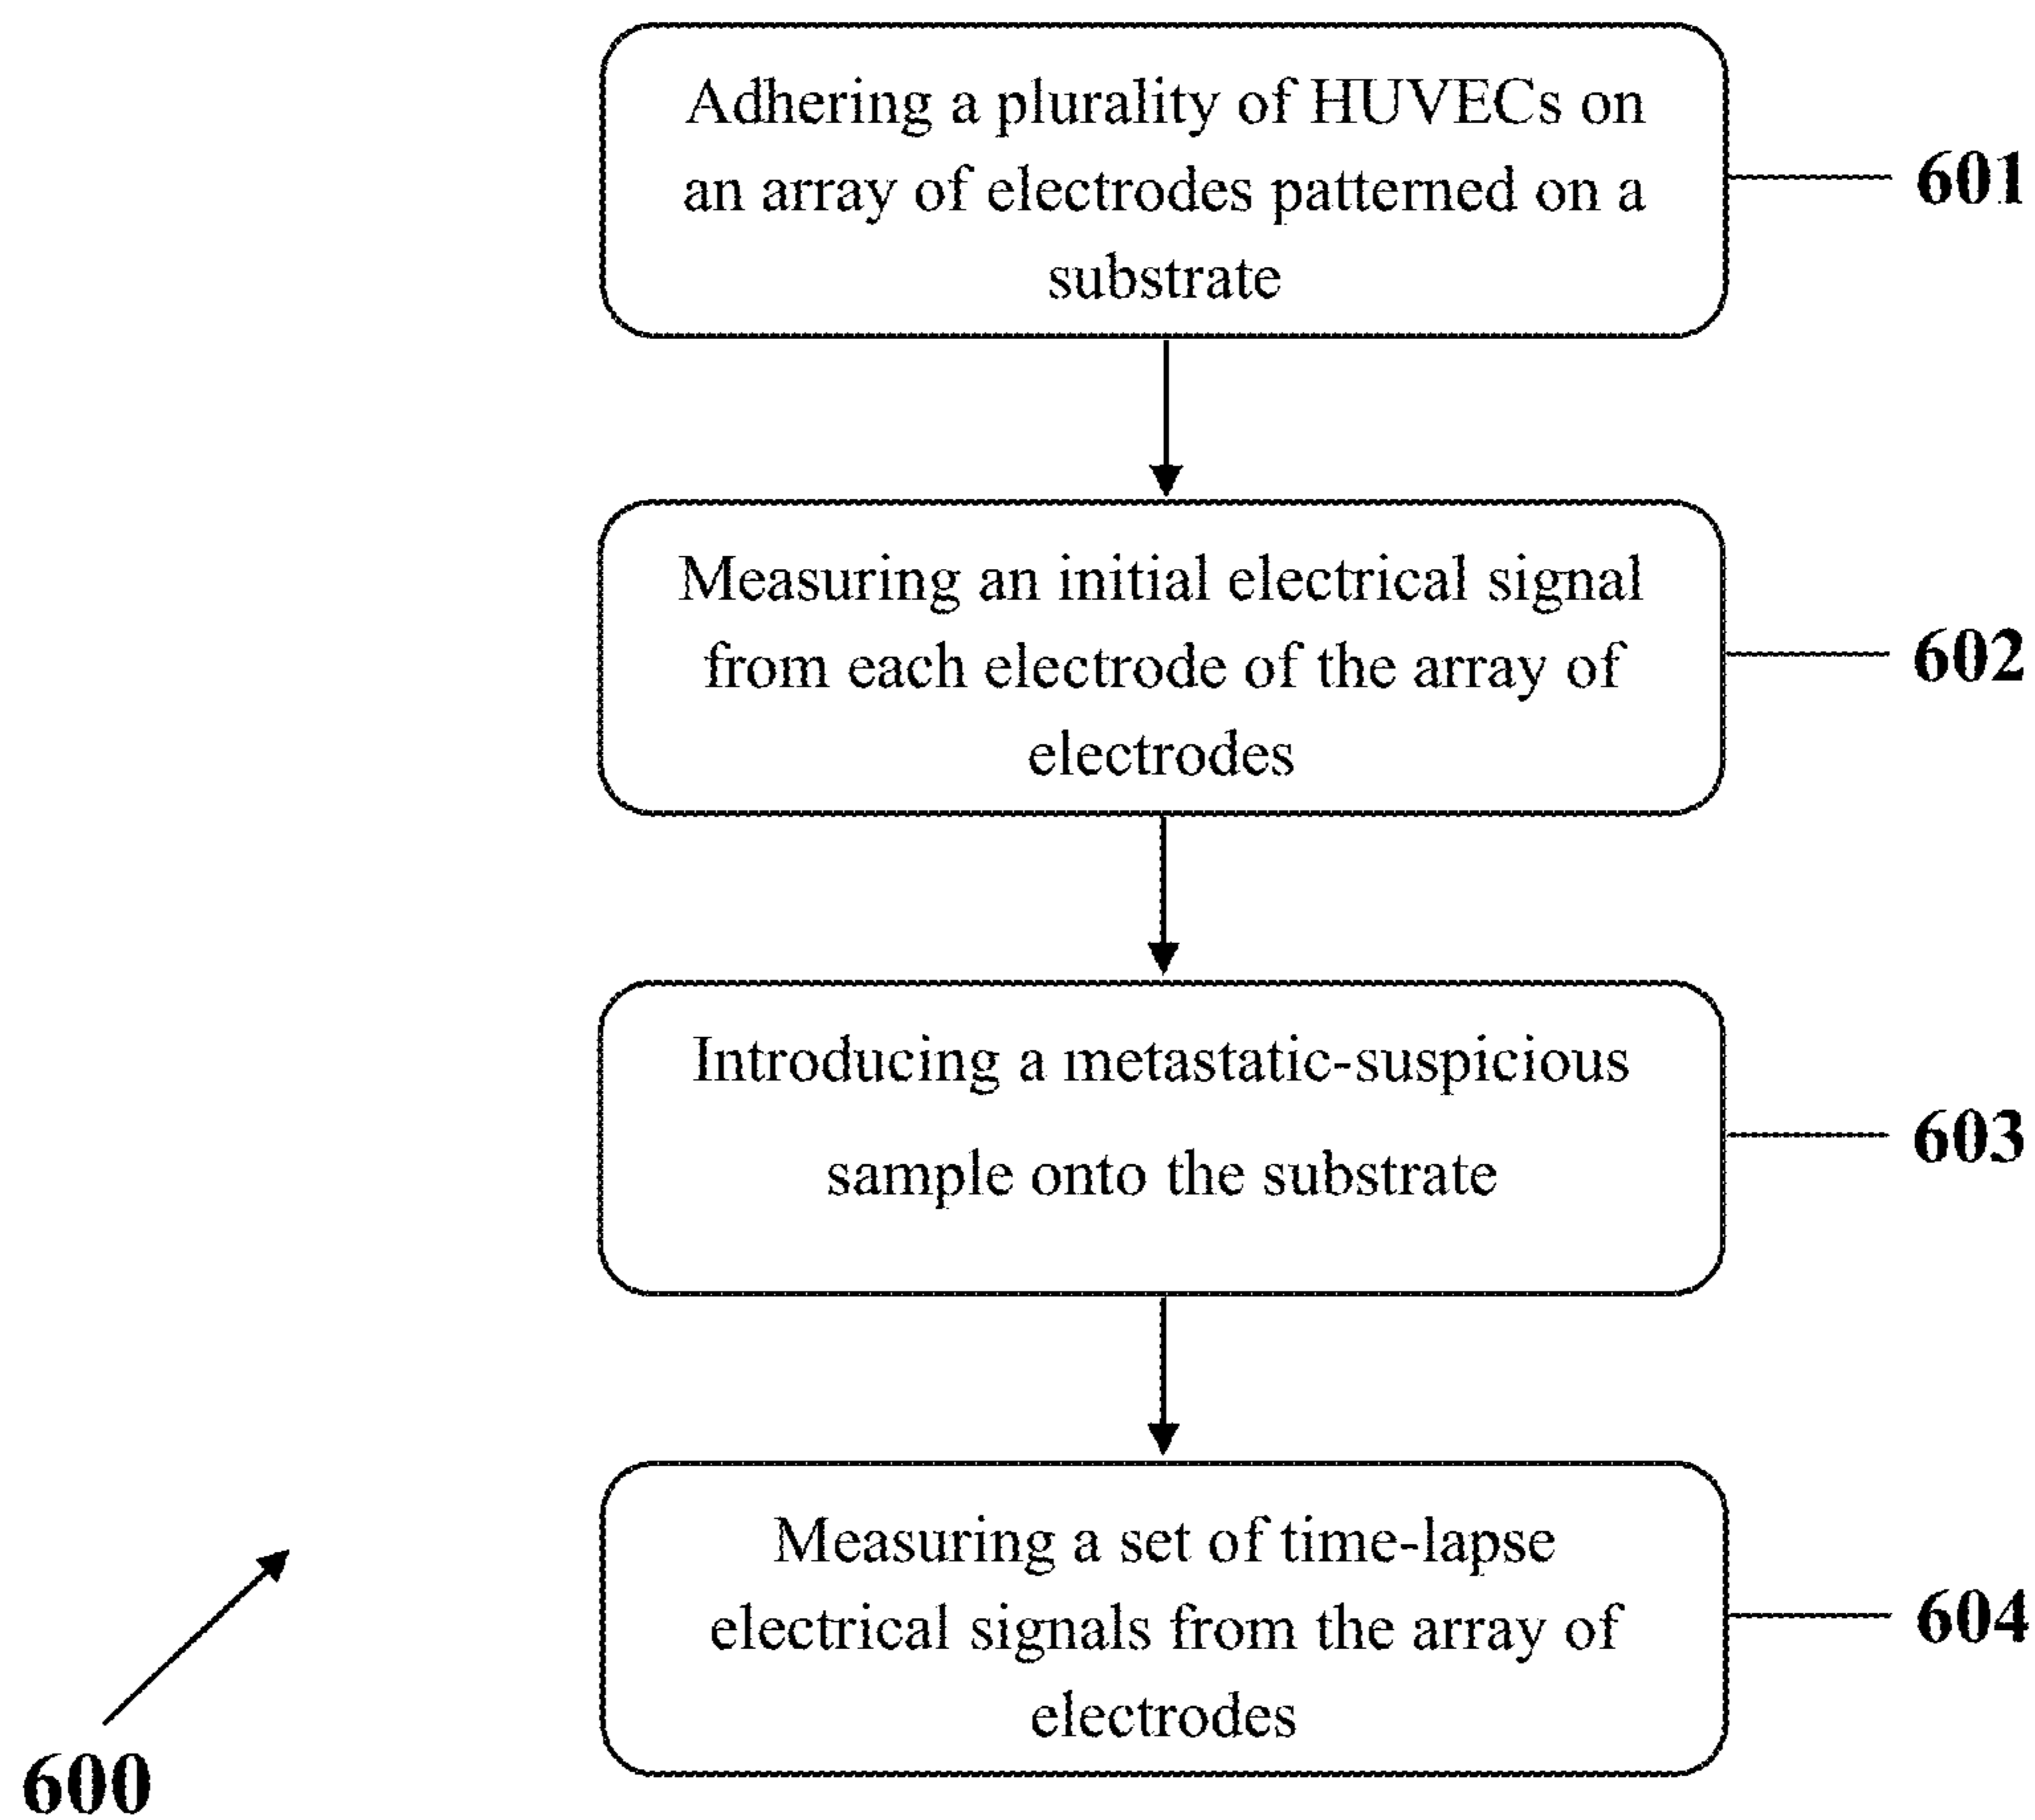 Adhering a plurality of HUVECs on
an array of electrodes patterned on a
substrate
601
Measuring an initial electrical signal
from each electrode of the array of
electrodes
602
Introducing a metastatic-suspicious
sample onto the substrate
603
Measuring a set of time-lapse
electrical signals from the array of
electrodes
604
600